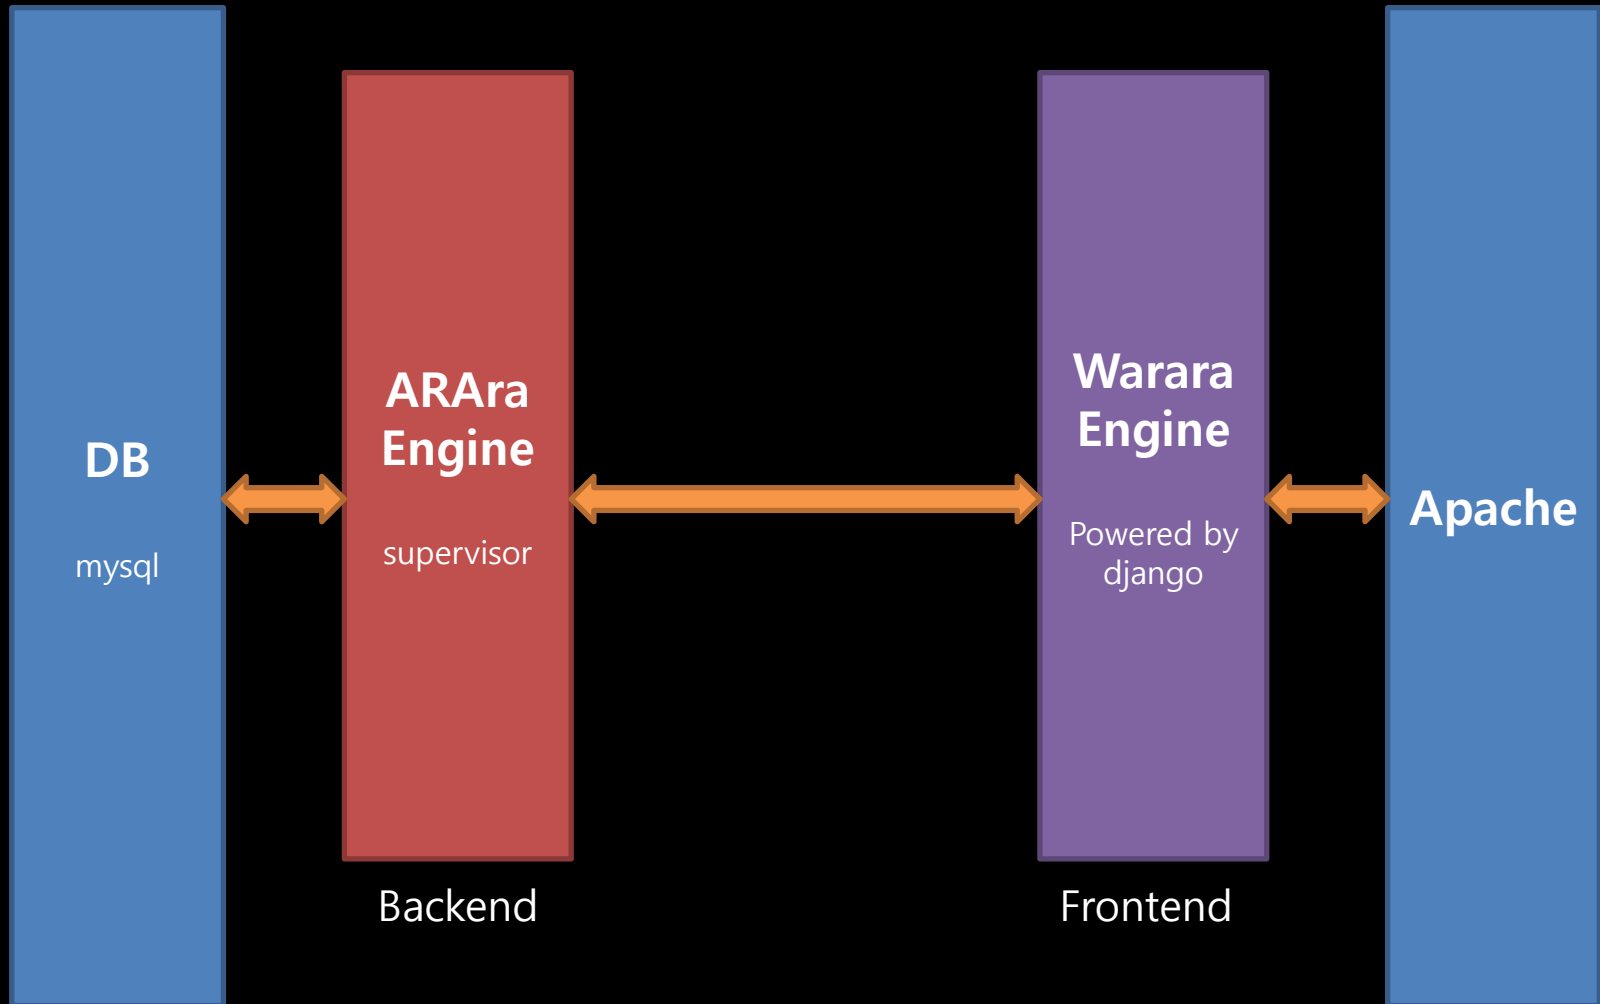 DB
mysql
ARAra
Engine
supervisor
Backend
Warara
Engine
Powered by
django
Frontend
Apache